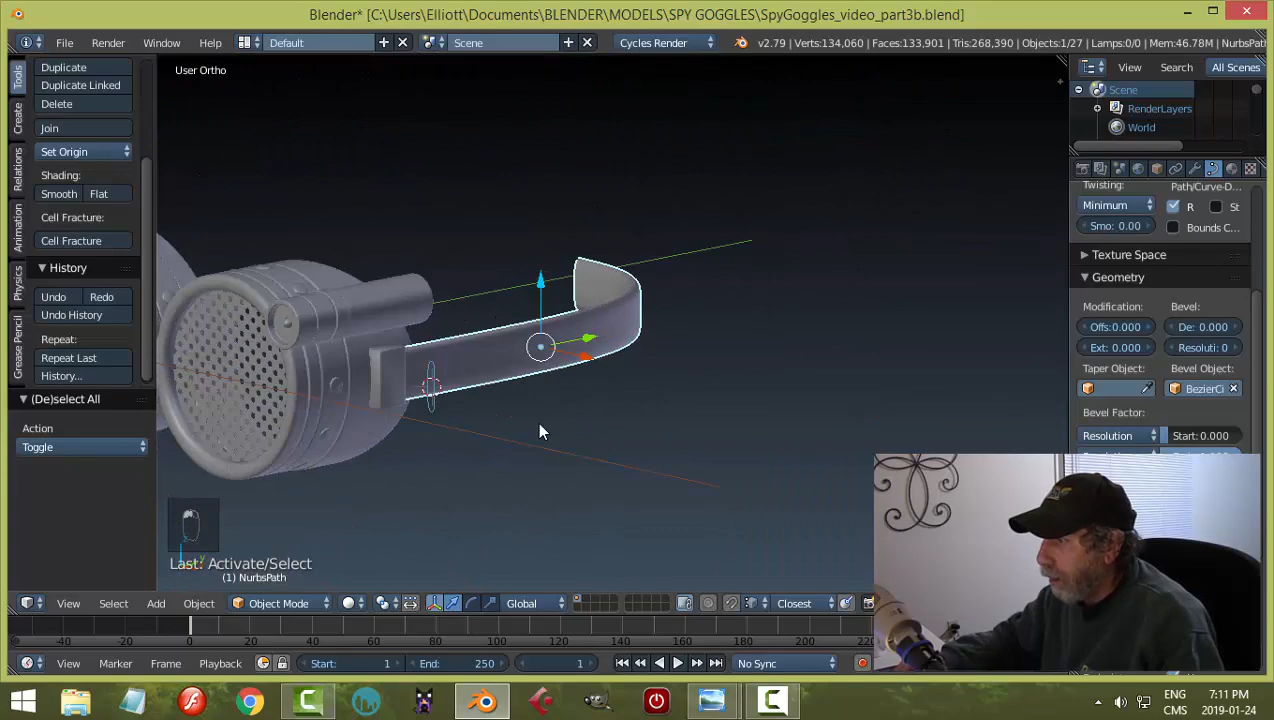 Blender* [C:\Users\Elliott\Documents\BLENDER\MODELS\SPY GOGGLES\SpyGoggles_video_part3b.blend]
File Render Window Help Default Scene Cycles Render v2.79 | Verts:134,060 | Faces:133,901 | Tris:268,390 | Objects:1/27 | Lamps:0/0 | Mem:46.78M | NurbsPath
Tools
Create
Relations
Animation
Physics
Grease Pencil
Duplicate
Duplicate Linked
Delete
Join
Set Origin
Shading:
Smooth Flat
Cell Fracture:
Cell Fracture
History
Undo Redo
Undo History
Repeat:
Repeat Last
History...
(De)select All
Action
Toggle
User Ortho
Last: Activate/Select
(1) NurbsPath
View Search All Scenes
Scene
RenderLayers
World
Twisting: Path/Curve-D...
Minimum R St
Smo: 0.00 Bounds C...
Texture Space
Geometry
Modification: Bevel:
Offs:0.000 De: 0.000
Ext: 0.000 Resoluti: 0
Taper Object: Bevel Object:
BezierCi
Bevel Factor:
Resolution Start:0.000
View Select Add Object Object Mode Global Closest
-40 -20 0 20 40 60 80 100 120 140 160 180 200 220
View Marker Frame Playback Start: 1 End: 250 1 No Sync
ENG 7:11 PM
CMS 2019-01-24